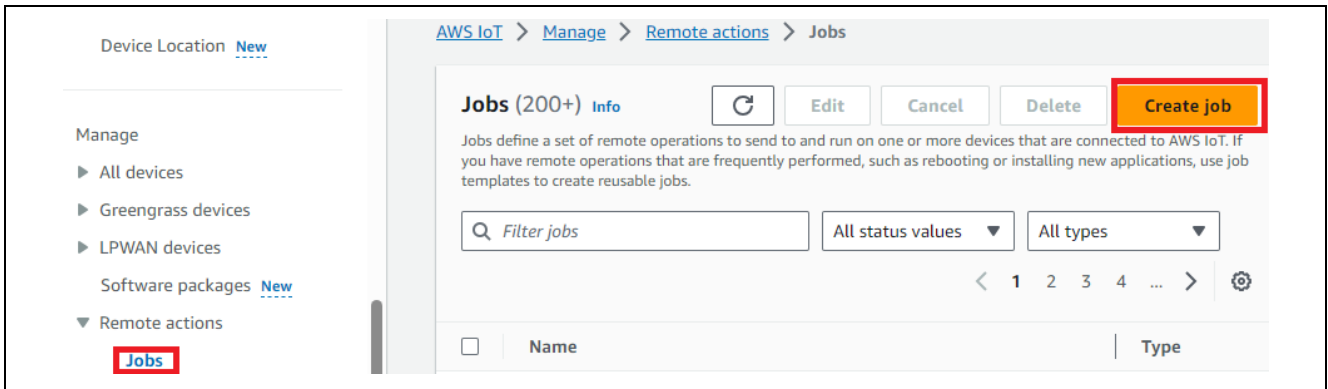 Device Location New
Manage
All devices
Greengrass devices
LPWAN devices
Software packages New
Remote actions
Jobs
AWS IoT > Manage > Remote actions > Jobs
Jobs (200+) Info
Edit
Cancel
Delete
Create job
Jobs define a set of remote operations to send to and run on one or more devices that are connected to AWS IoT. If
you have remote operations that are frequently performed, such as rebooting or installing new applications, use job
templates to create reusable jobs.
Filter jobs
All status values
All types
< 1 2 3 4 ... >
Name
Type